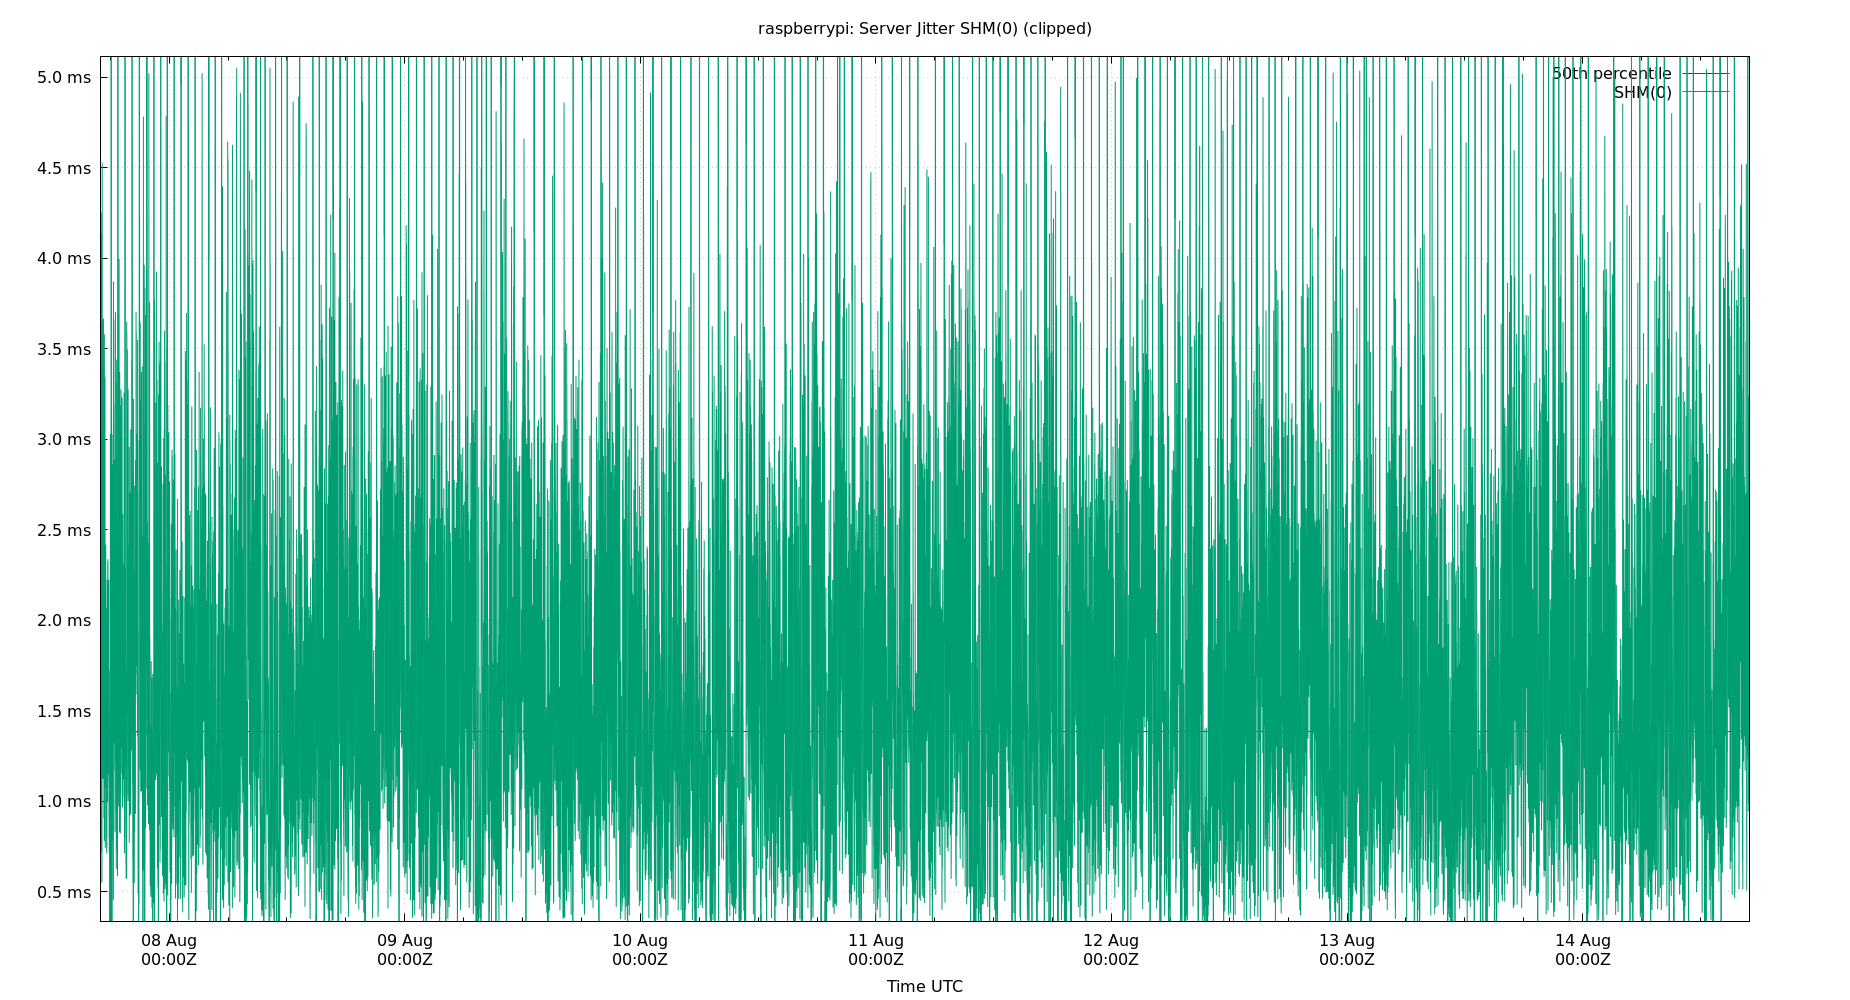 raspberrypi: Server Jitter SHM(0) (clipped)
50th percentile
SHM(0)
5.0 ms
4.5 ms
4.0 ms
3.5 ms
3.0 ms
2.5 ms
2.0 ms
1.5 ms
1.0 ms
0.5 ms
08 Aug 09 Aug 10 Aug 11 Aug 12 Aug 13 Aug 14 Aug
00:00Z 00:00Z 00:00Z 00:00Z 00:00Z 00:00Z 00:00Z
Time UTC